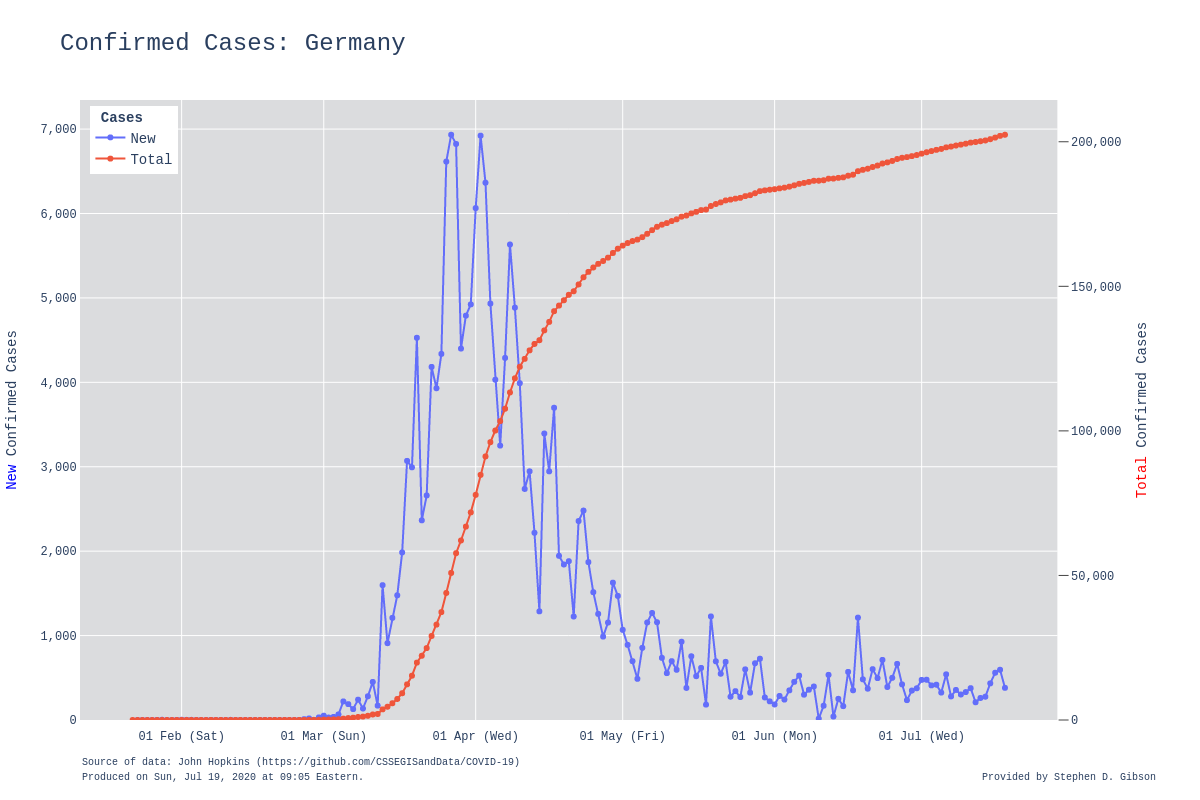 Confirmed Cases: Germany
Cases
New
Total
7,000
6,000
5,000
4,000
3,000
2,000
1,000
0
200,000
150,000
100,000
50,000
0
New Confirmed Cases
Total Confirmed Cases
01 Feb (Sat)
01 Mar (Sun)
01 Apr (Wed)
01 May (Fri)
01 Jun (Mon)
01 Jul (Wed)
Source of data: John Hopkins (https://github.com/CSSEGISandData/COVID-19)
Produced on Sun, Jul 19, 2020 at 09:05 Eastern.
Provided by Stephen D. Gibson